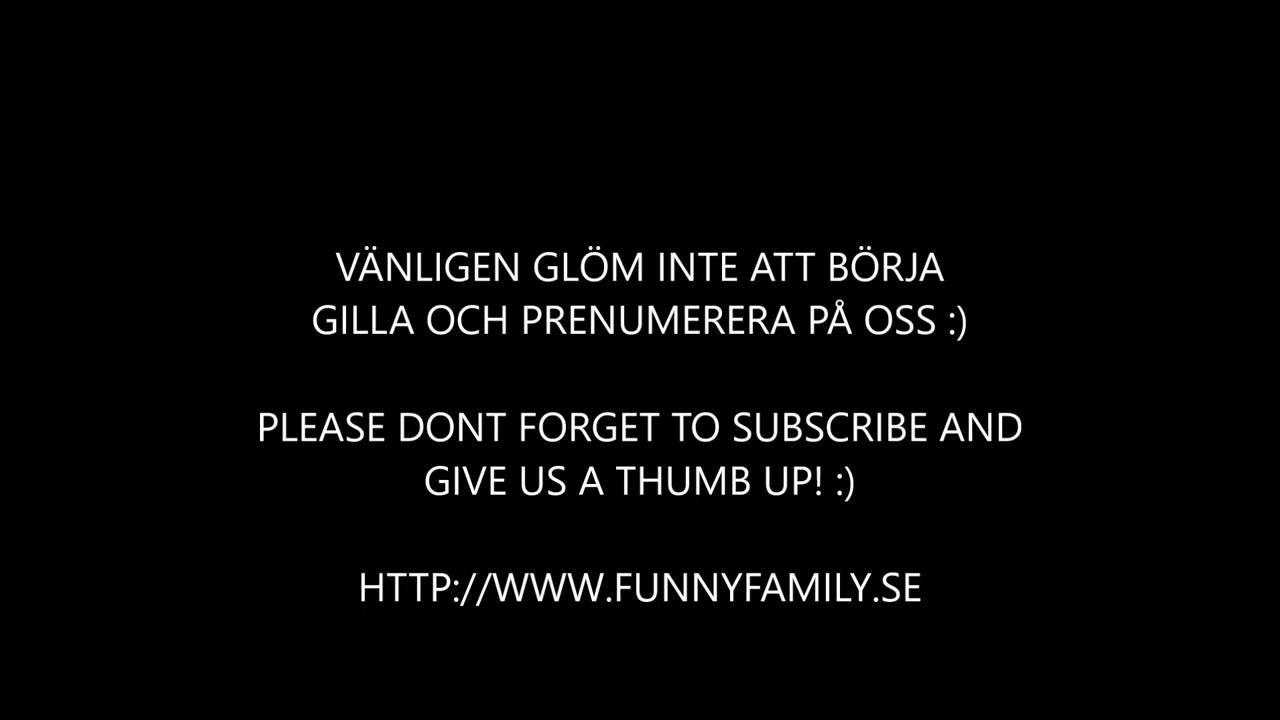 VÄNLIGEN GLÖM INTE ATT BÖRJA
GILLA OCH PRENUMERERA PÅ OSS :)
PLEASE DONT FORGET TO SUBSCRIBE AND
GIVE US A THUMB UP! :)
HTTP://WWW.FUNNYFAMILY.SE